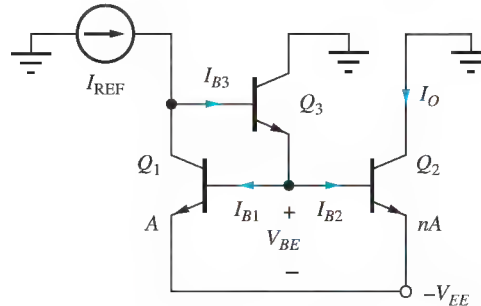 I_REF
I_B3
Q_3
I_O
Q_1
Q_2
I_B1
+
I_B2
A
V_BE
nA
−
−V_EE